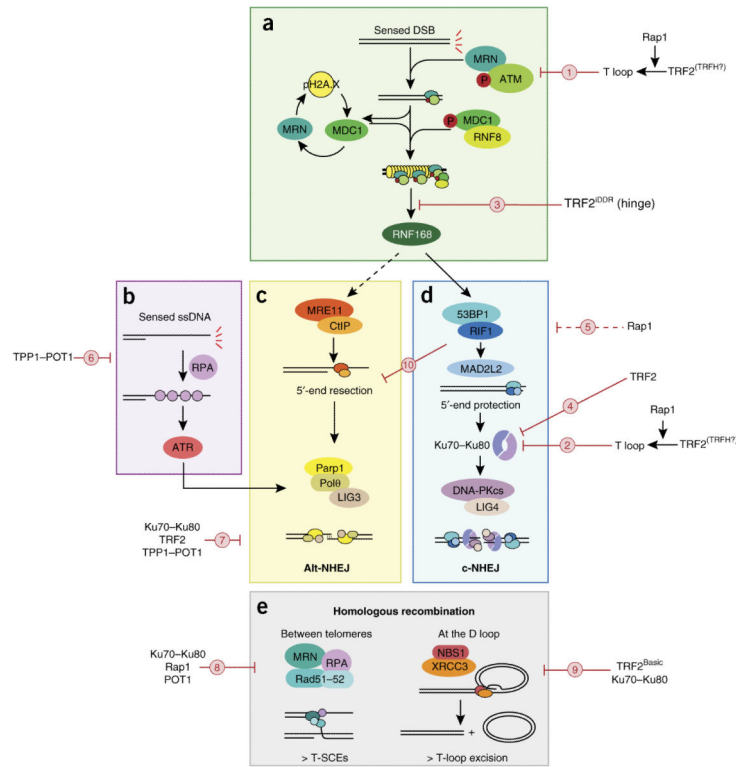 a
Sensed DSB
MRN
P
ATM
1
T loop
Rap1
TRF2(TRFH?)
pH2A.X
MRN
MDC1
P
MDC1
RNF8
3
TRF2iDDR (hinge)
RNF168
b
Sensed ssDNA
TPP1–POT1
6
RPA
ATR
c
MRE11
CtIP
5′-end resection
10
Parp1
Polθ
LIG3
Alt-NHEJ
Ku70–Ku80
TRF2
TPP1–POT1
7
d
53BP1
RIF1
5
Rap1
MAD2L2
5′-end protection
TRF2
4
Ku70–Ku80
2
T loop
Rap1
TRF2(TRFH?)
DNA-PKcs
LIG4
c-NHEJ
e
Homologous recombination
Between telomeres
MRN
RPA
Rad51–52
> T-SCEs
Ku70–Ku80
Rap1
POT1
8
At the D loop
NBS1
XRCC3
+
> T-loop excision
9
TRF2Basic
Ku70–Ku80